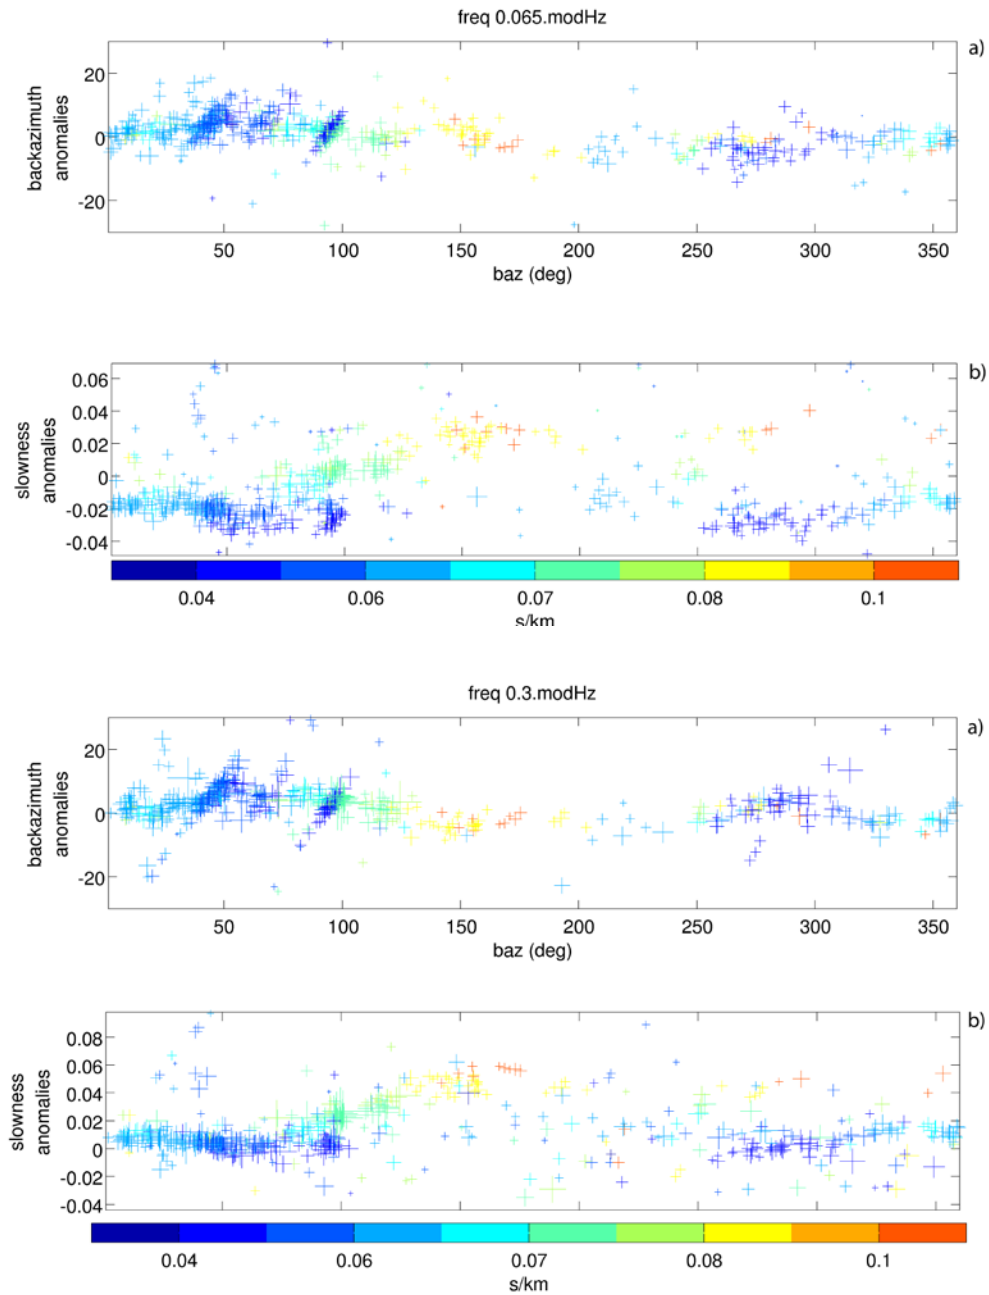 freq 0.065.modHz
a)
20
0
-20
backazimuth
anomalies
50 100 150 200 250 300 350
baz (deg)
b)
0.06
0.04
0.02
0
-0.02
-0.04
slowness
anomalies
0.04 0.06 0.07 0.08 0.1
s/km
freq 0.3.modHz
a)
20
0
-20
backazimuth
anomalies
50 100 150 200 250 300 350
baz (deg)
b)
0.08
0.06
0.04
0.02
0
-0.02
-0.04
slowness
anomalies
0.04 0.06 0.07 0.08 0.1
s/km